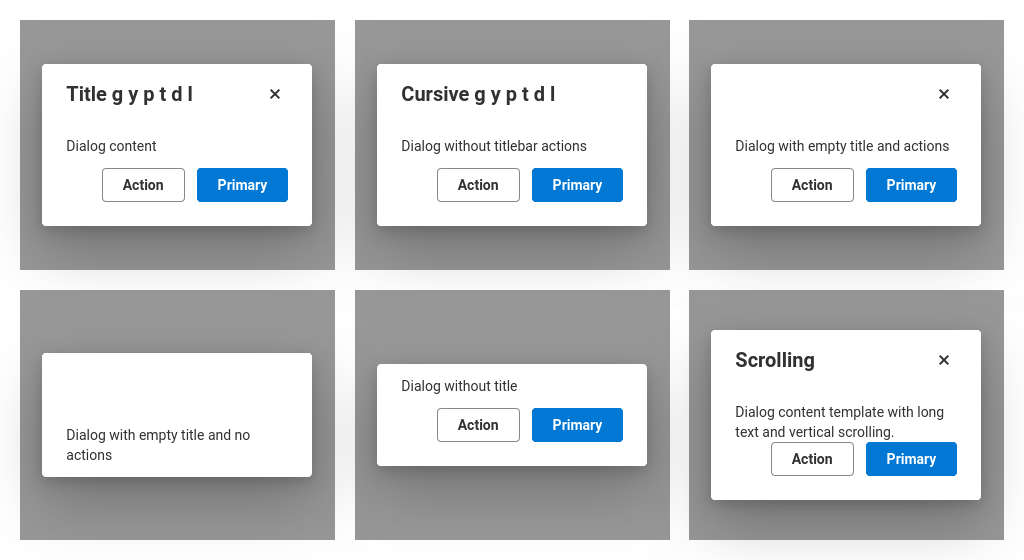 Title g y p t d l
Dialog content
Action Primary
Cursive g y p t d l
Dialog without titlebar actions
Action Primary
Dialog with empty title and actions
Action Primary
Dialog with empty title and no
actions
Dialog without title
Action Primary
Scrolling
Dialog content template with long
text and vertical scrolling.
Action Primary